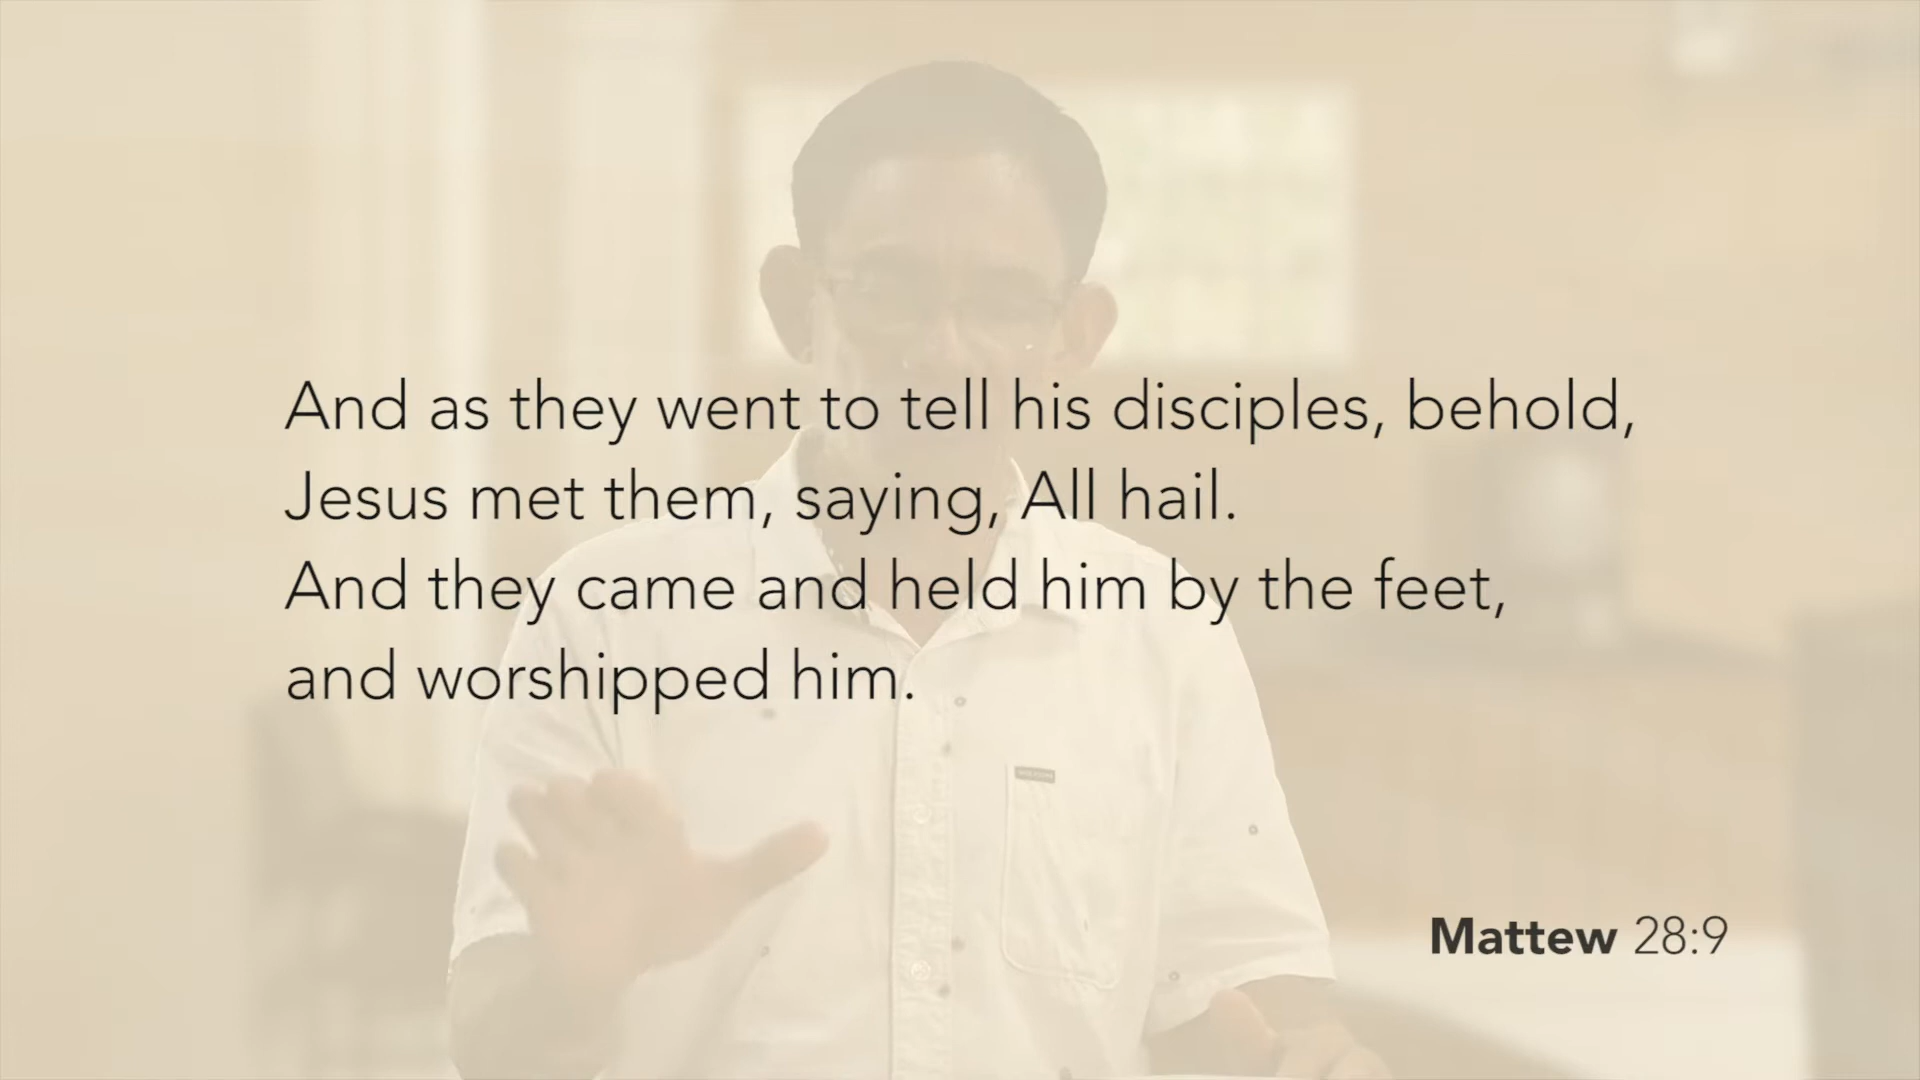 And as they went to tell his disciples, behold,
Jesus met them, saying, All hail.
And they came and held him by the feet,
and worshipped him.
Mattew 28:9